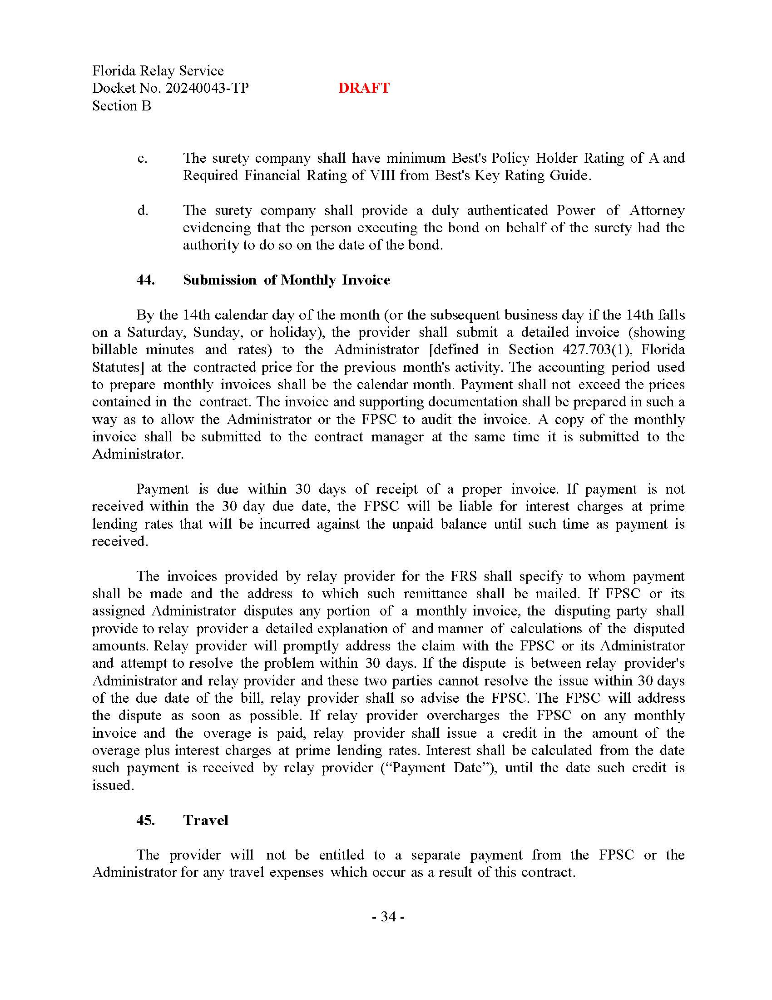 Florida Relay Service
Docket No. 20240043-TP DRAFT
Section B
c. The surety company shall have minimum Best's Policy Holder Rating of A and
Required Financial Rating of VIII from Best's Key Rating Guide.
d. The surety company shall provide a duly authenticated Power of Attorney
evidencing that the person executing the bond on behalf of the surety had the
authority to do so on the date of the bond.
44. Submission of Monthly Invoice
By the 14th calendar day of the month (or the subsequent business day if the 14th falls
on a Saturday, Sunday, or holiday), the provider shall submit a detailed invoice (showing
billable minutes and rates) to the Administrator [defined in Section 427.703(1), Florida
Statutes] at the contracted price for the previous month's activity. The accounting period used
to prepare monthly invoices shall be the calendar month. Payment shall not exceed the prices
contained in the contract. The invoice and supporting documentation shall be prepared in such a
way as to allow the Administrator or the FPSC to audit the invoice. A copy of the monthly
invoice shall be submitted to the contract manager at the same time it is submitted to the
Administrator.
Payment is due within 30 days of receipt of a proper invoice. If payment is not
received within the 30 day due date, the FPSC will be liable for interest charges at prime
lending rates that will be incurred against the unpaid balance until such time as payment is
received.
The invoices provided by relay provider for the FRS shall specify to whom payment
shall be made and the address to which such remittance shall be mailed. If FPSC or its
assigned Administrator disputes any portion of a monthly invoice, the disputing party shall
provide to relay provider a detailed explanation of and manner of calculations of the disputed
amounts. Relay provider will promptly address the claim with the FPSC or its Administrator
and attempt to resolve the problem within 30 days. If the dispute is between relay provider's
Administrator and relay provider and these two parties cannot resolve the issue within 30 days
of the due date of the bill, relay provider shall so advise the FPSC. The FPSC will address
the dispute as soon as possible. If relay provider overcharges the FPSC on any monthly
invoice and the overage is paid, relay provider shall issue a credit in the amount of the
overage plus interest charges at prime lending rates. Interest shall be calculated from the date
such payment is received by relay provider (“Payment Date”), until the date such credit is
issued.
45. Travel
The provider will not be entitled to a separate payment from the FPSC or the
Administrator for any travel expenses which occur as a result of this contract.
- 34 -